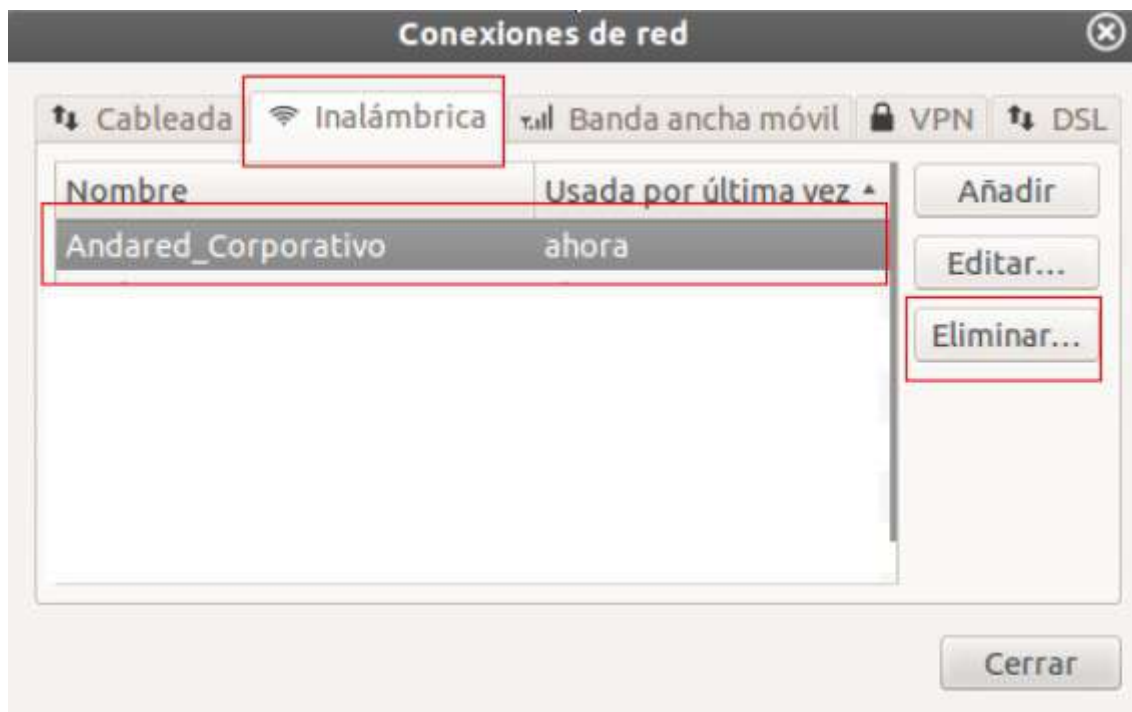 Conexiones de red
Cableada Inalámbrica Banda ancha móvil VPN DSL
Nombre Usada por última vez Añadir
Andared_Corporativo ahora Editar...
Eliminar...
Cerrar